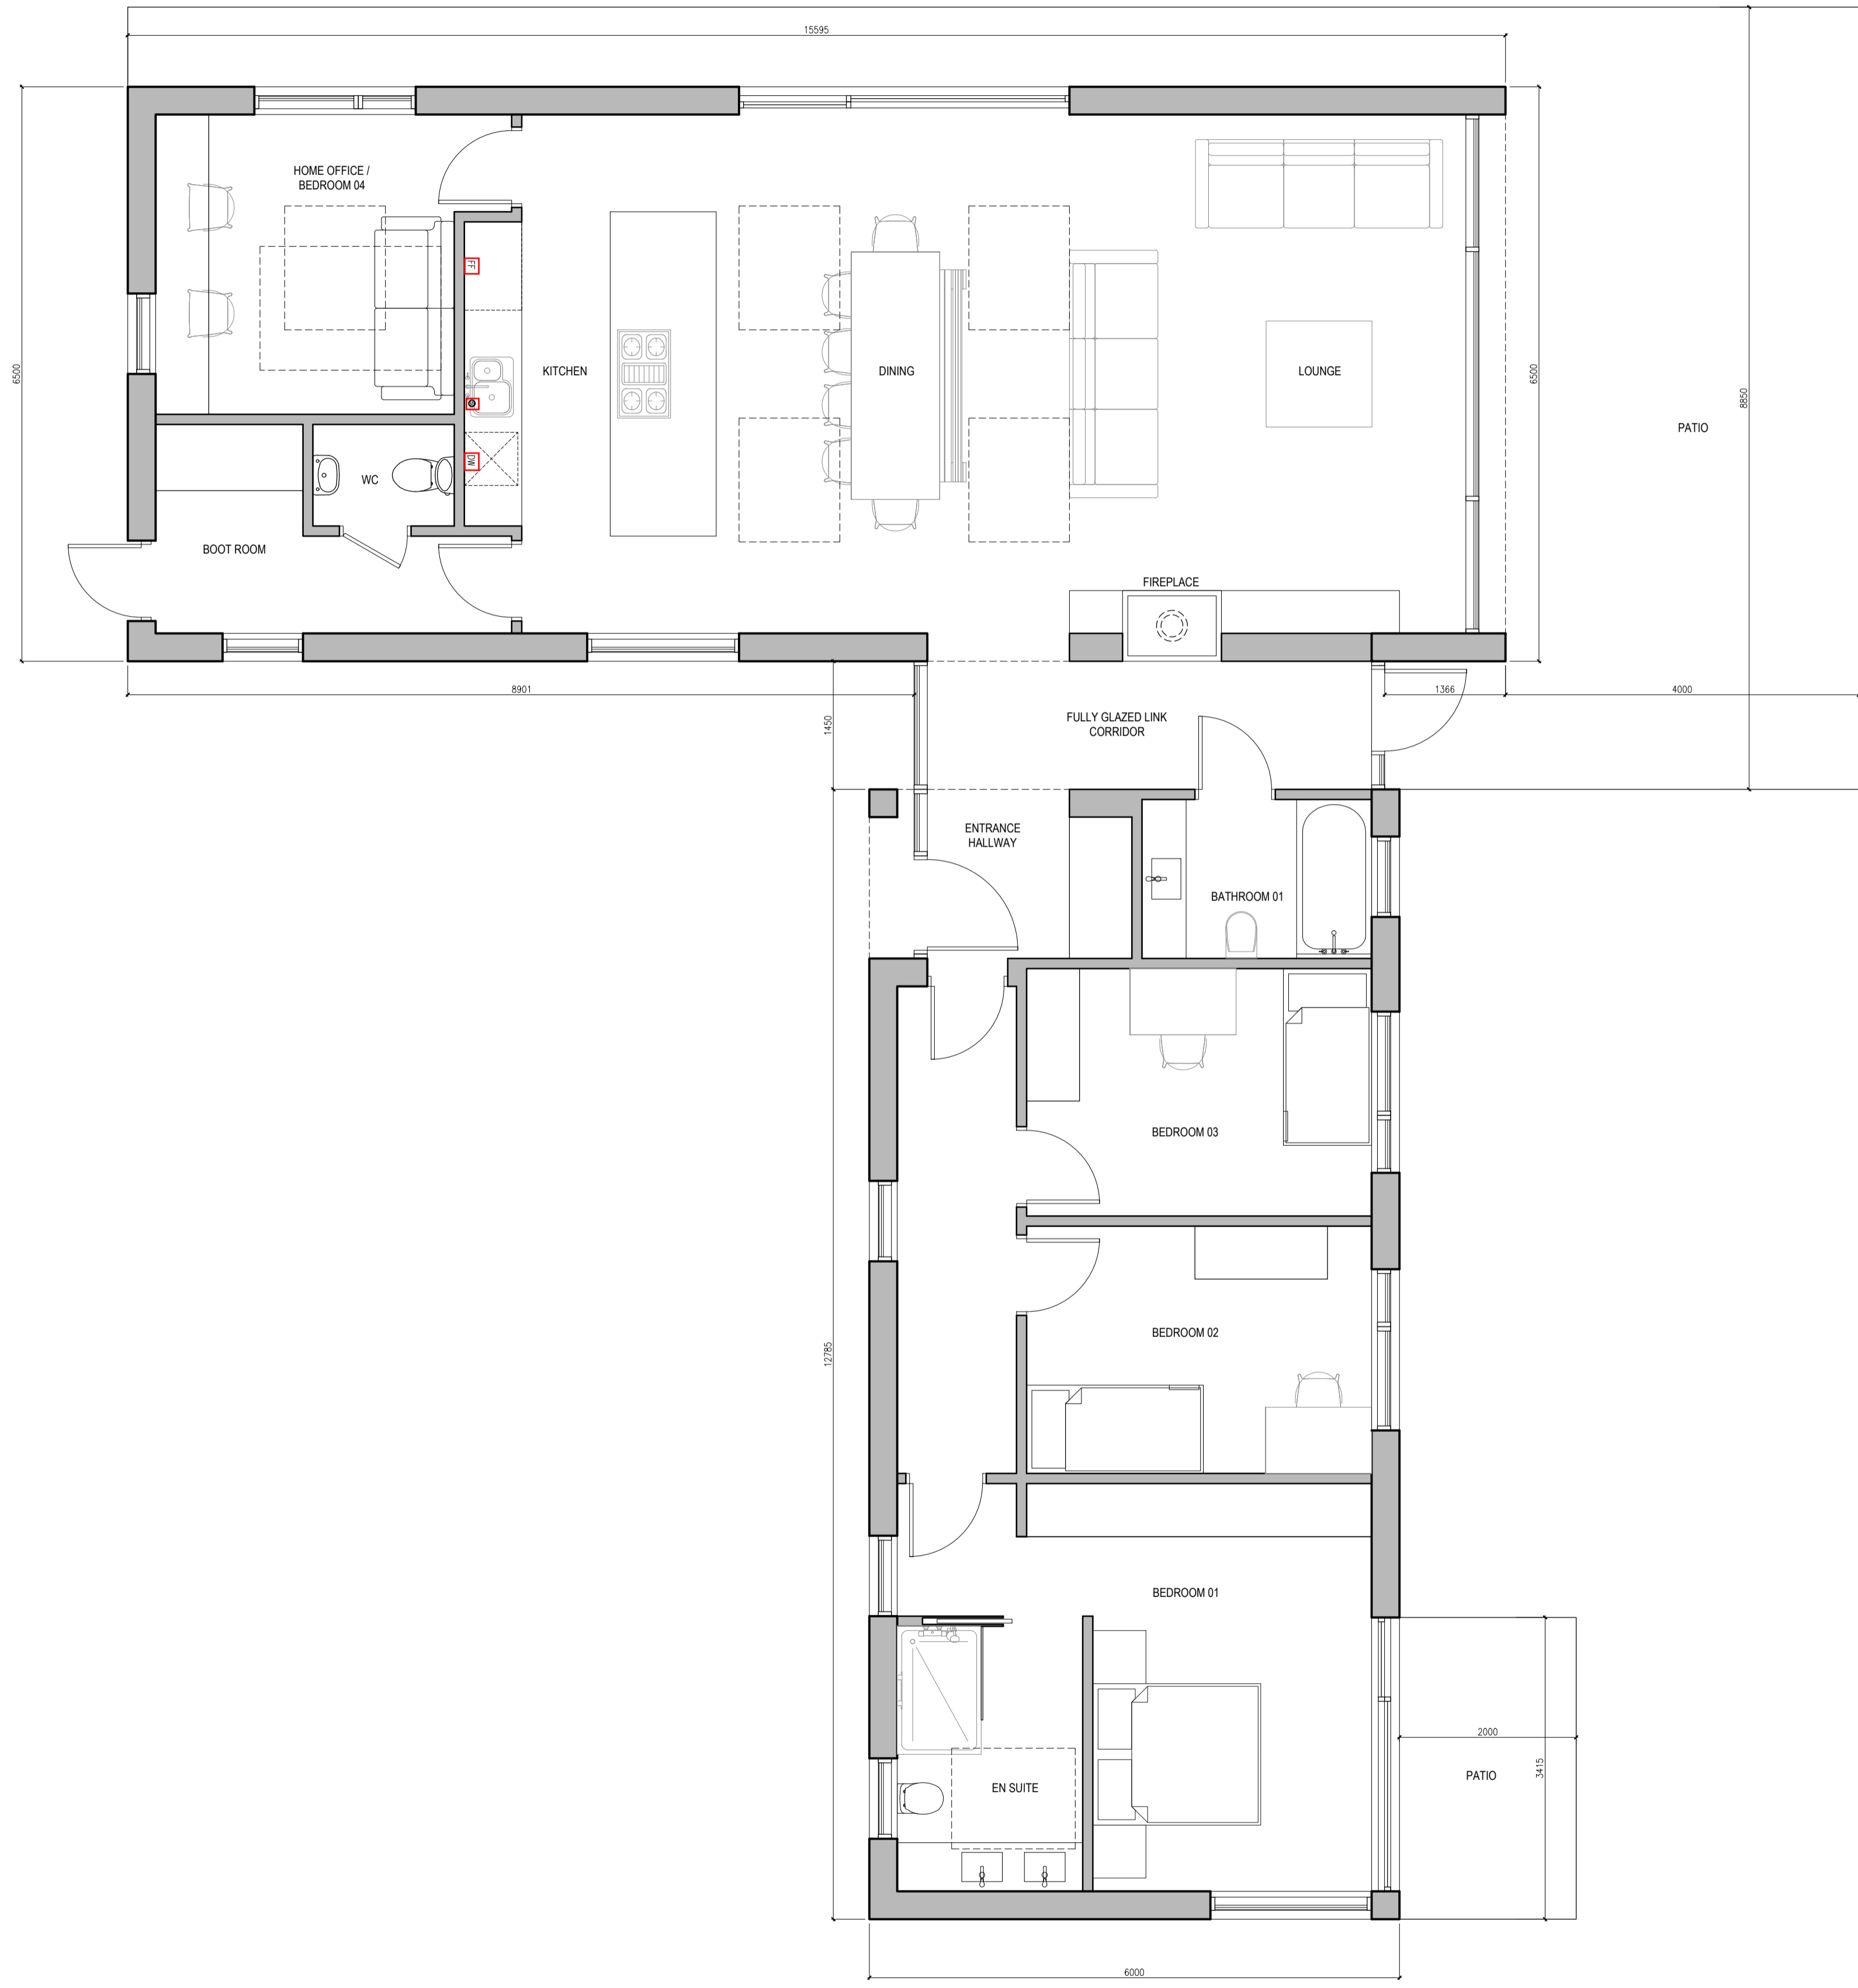 15595
HOME OFFICE /
BEDROOM 04
FF
6500
KITCHEN
DINING
LOUNGE
6500
8850
PATIO
DW
WC
BOOT ROOM
FIREPLACE
8901
1366
4000
1450
FULLY GLAZED LINK
CORRIDOR
ENTRANCE
HALLWAY
BATHROOM 01
BEDROOM 03
BEDROOM 02
12785
BEDROOM 01
2000
3415
PATIO
EN SUITE
6000